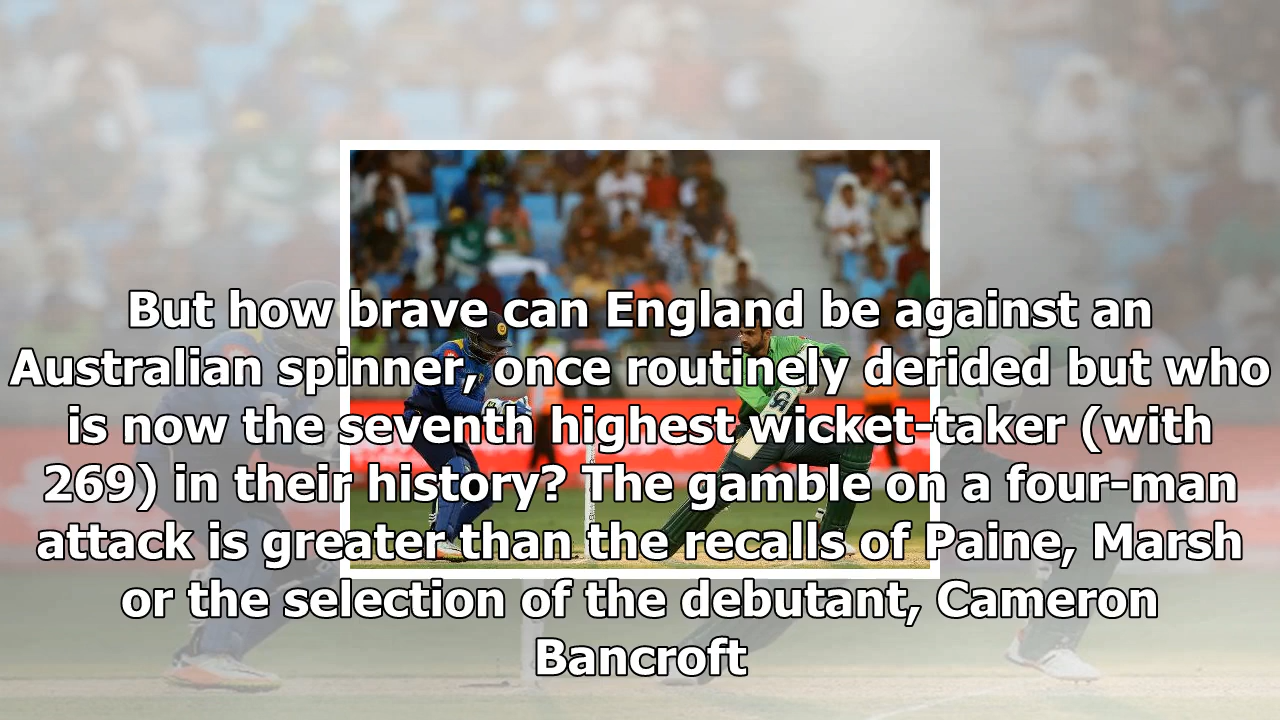 But how brave can England be against an
Australian spinner, once routinely derided but who
is now the seventh highest wicket-taker (with
269) in their history? The gamble on a four-man
attack is greater than the recalls of Paine, Marsh
or the selection of the debutant, Cameron
Bancroft